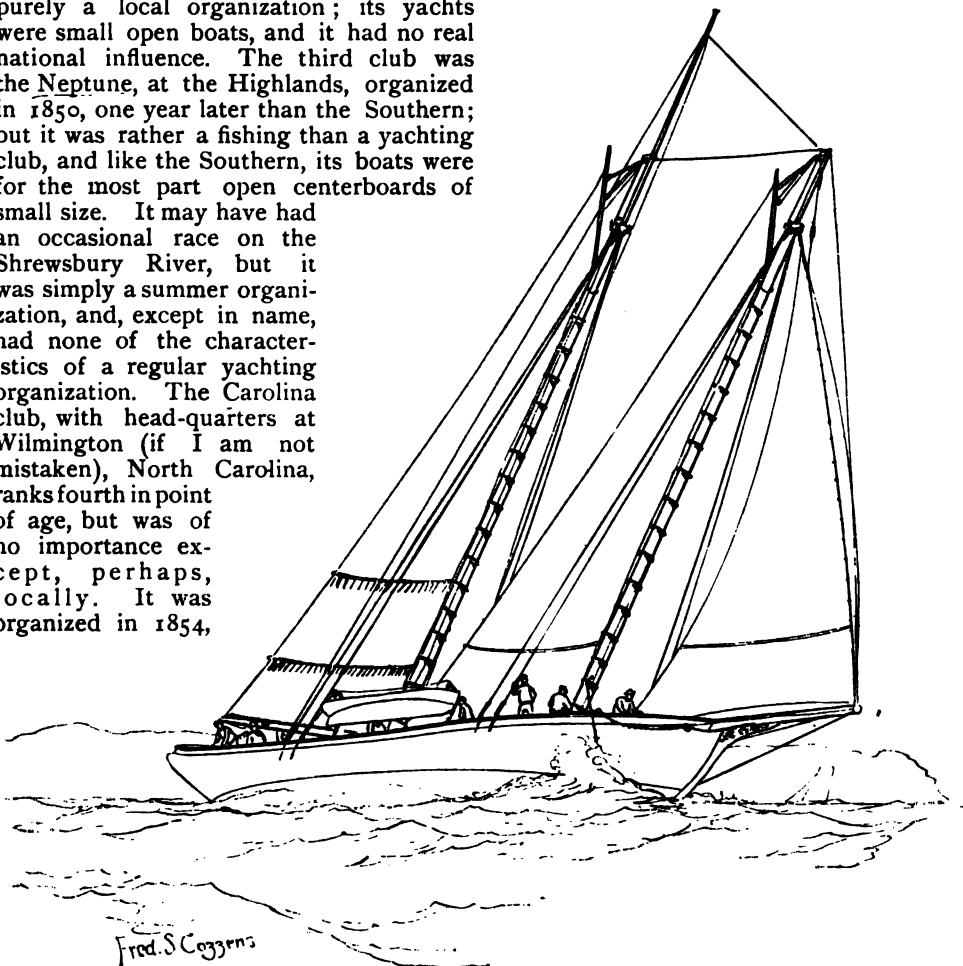 purely a local organization ; its yachts
were small open boats, and it had no real
national influence. The third club was
the Neptune, at the Highlands, organized
in 1850, one year later than the Southern;
but it was rather a fishing than a yachting
club, and like the Southern, its boats were
for the most part open centerboards of
small size. It may have had
an occasional race on the
Shrewsbury River, but it
was simply a summer organi-
zation, and, except in name,
had none of the character-
istics of a regular yachting
organization. The Carolina
club, with head-quarters at
Wilmington (if I am not
mistaken), North Carolina,
ranks fourth in point
of age, but was of
no importance ex-
cept, perhaps,
locally. It was
organized in 1854,
Fred. S Cozzens